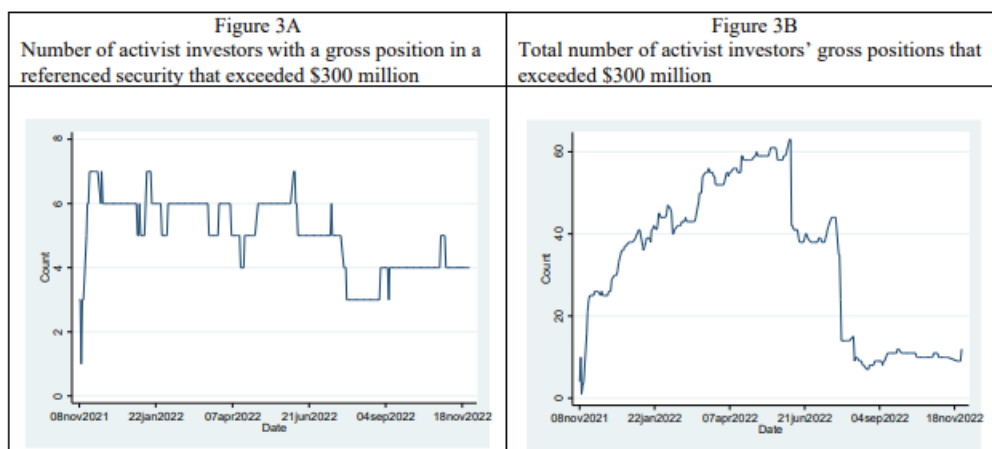 Figure 3A
Number of activist investors with a gross position in a
referenced security that exceeded $300 million
Figure 3B
Total number of activist investors’ gross positions that
exceeded $300 million
8
6
4
2
0
Count
08nov2021 22jan2022 07apr2022 21jun2022 04sep2022 18nov2022
Date
60
40
20
0
Count
08nov2021 22jan2022 07apr2022 21jun2022 04sep2022 18nov2022
Date